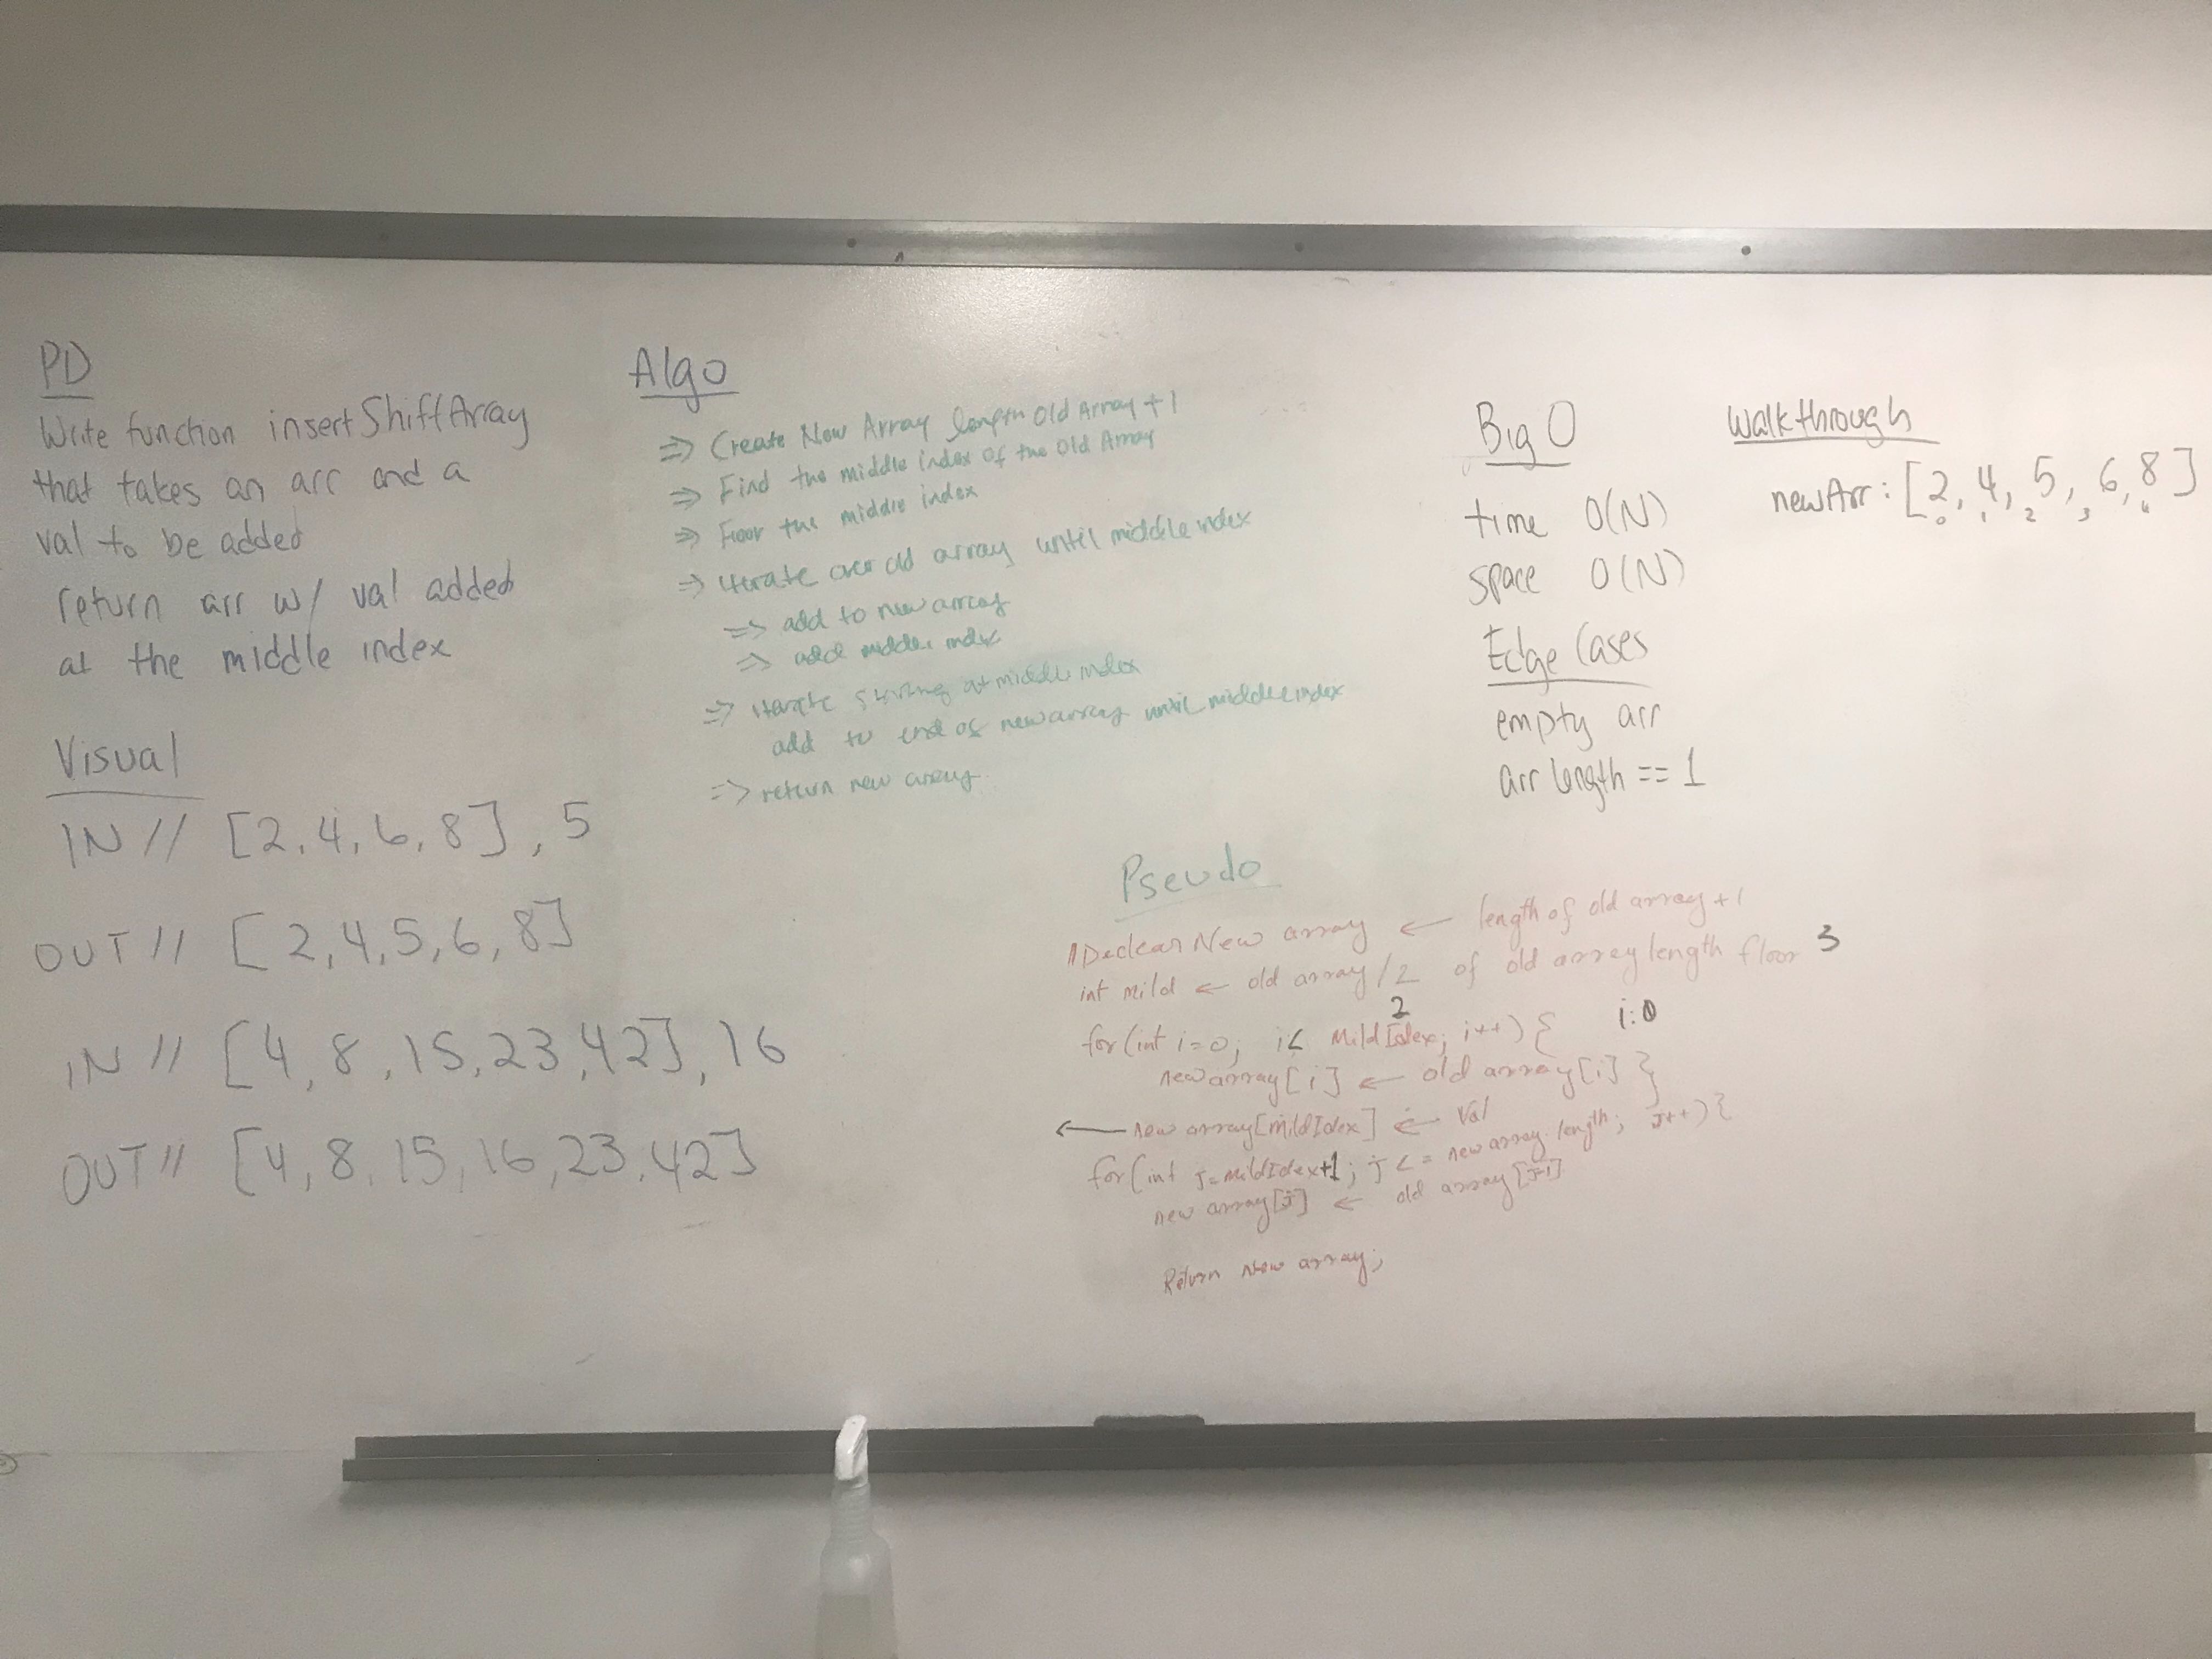 PD
Write function insertShiftArray
that takes an arr and a
val to be added
return arr w/ val added
at the middle index
Visual
IN // [2,4,6,8], 5
OUT // [2,4,5,6,8]
IN // [4,8,15,23,42], 16
OUT // [4,8,15,16,23,42]
Algo
=> Create New Array length old Array + 1
=> Find the middle index of the old Array
=> Floor the middle index
=> iterate over old array until middle index
=> add to new array
=> add middle index
=> iterate starting at middle index
add to end of new array until middle index
=> return new array
Big O
time O(N)
space O(N)
Edge Cases
empty arr
arr length == 1
Walkthrough
newArr: [2, 4, 5, 6, 8]
0 1 2 3 4
Pseudo
Declear New array ← length of old array + 1
int mild ← old array / 2 of old array length floor 3
2
for (int i=0; i< MildIdex; i++) { i:0
new array [i] ← old array [i] }
← new array [mildIdex] ← Val
for (int j=mildIdex+1; j <= new array length; j++) {
new array [j] ← old array [j-1]
Return New array;